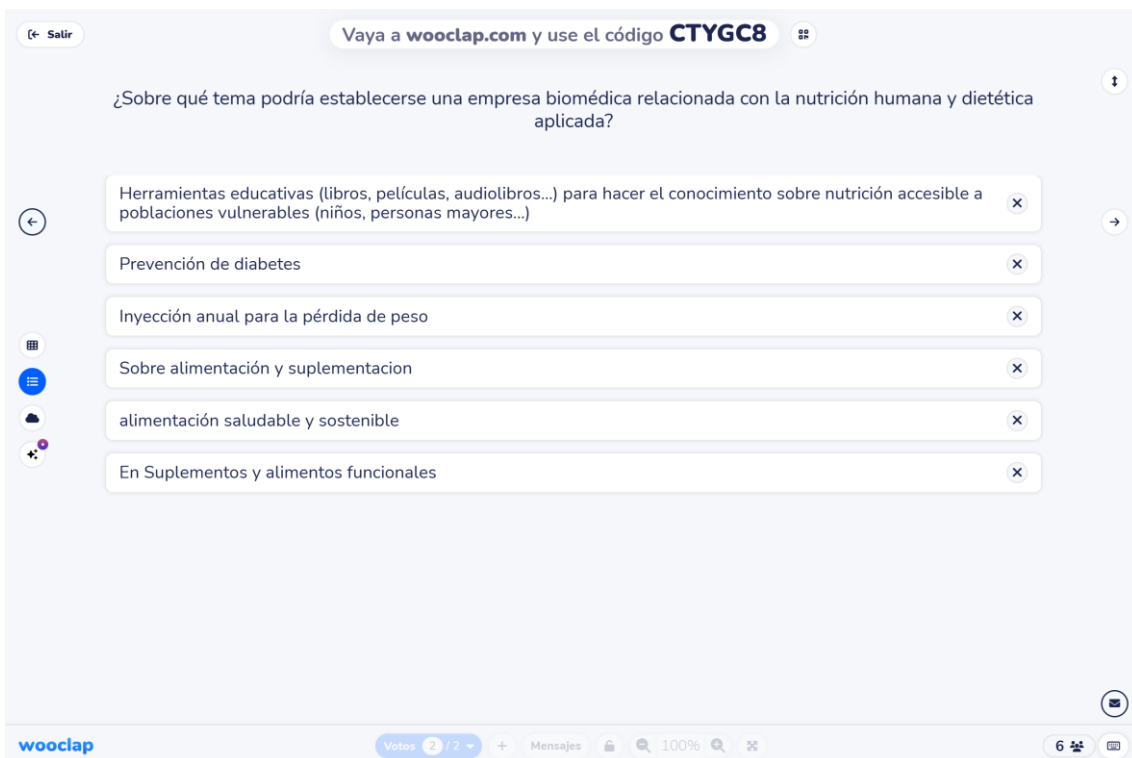 Salir
Vaya a wooclap.com y use el código CTYGC8
¿Sobre qué tema podría establecerse una empresa biomédica relacionada con la nutrición humana y dietética
aplicada?
Herramientas educativas (libros, películas, audiolibros...) para hacer el conocimiento sobre nutrición accesible a
poblaciones vulnerables (niños, personas mayores...)
Prevención de diabetes
Inyección anual para la pérdida de peso
Sobre alimentación y suplementacion
alimentación saludable y sostenible
En Suplementos y alimentos funcionales
wooclap
Votos 2 / 2
Mensajes
100%
6